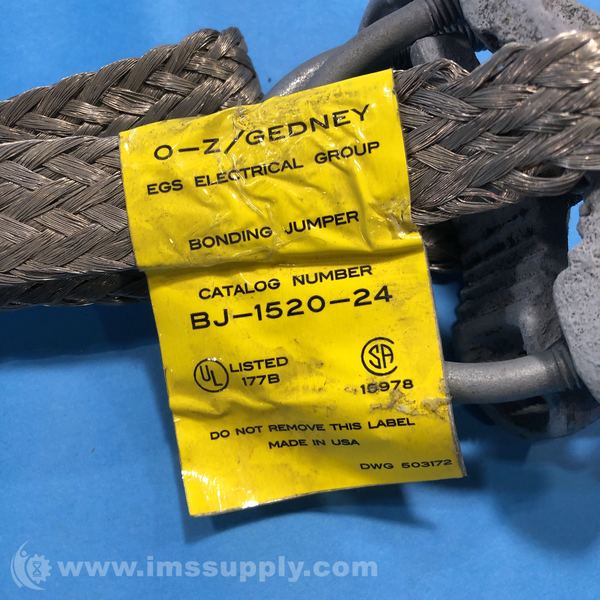 O-Z/GEDNEY
EGS ELECTRICAL GROUP
BONDING JUMPER
CATALOG NUMBER
BJ-1520-24
UL LISTED
177B
SA
15978
DO NOT REMOVE THIS LABEL
MADE IN USA
DWG 503172
www.imssupply.com